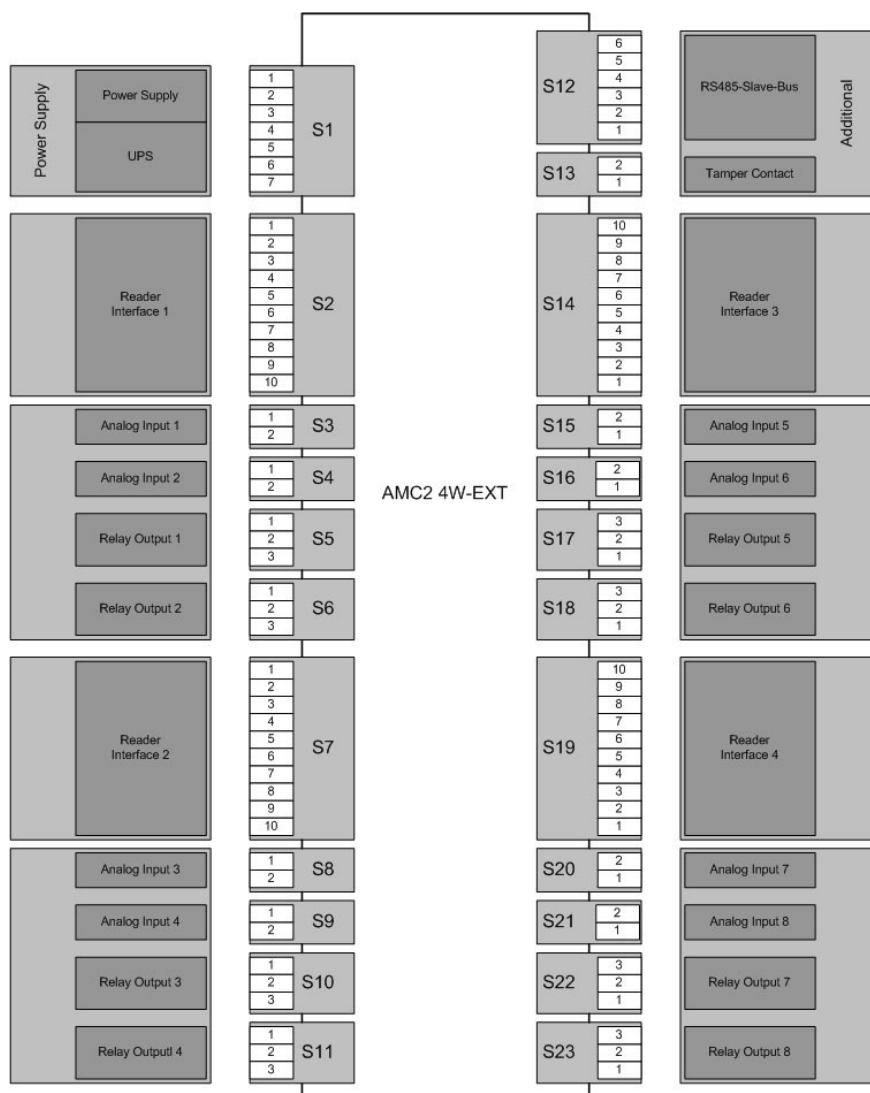 Power Supply
Power Supply
UPS
1
2
3
4
5
6
7
S1
Reader
Interface 1
1
2
3
4
5
6
7
8
9
10
S2
Analog Input 1
1
2
S3
Analog Input 2
1
2
S4
Relay Output 1
1
2
3
S5
Relay Output 2
1
2
3
S6
Reader
Interface 2
1
2
3
4
5
6
7
8
9
10
S7
Analog Input 3
1
2
S8
Analog Input 4
1
2
S9
Relay Output 3
1
2
3
S10
Relay Outputl 4
1
2
3
S11
AMC2 4W-EXT
S12
6
5
4
3
2
1
RS485-Slave-Bus
Additional
S13
2
1
Tamper Contact
S14
10
9
8
7
6
5
4
3
2
1
Reader
Interface 3
S15
2
1
Analog Input 5
S16
2
1
Analog Input 6
S17
3
2
1
Relay Output 5
S18
3
2
1
Relay Output 6
S19
10
9
8
7
6
5
4
3
2
1
Reader
Interface 4
S20
2
1
Analog Input 7
S21
2
1
Analog Input 8
S22
3
2
1
Relay Output 7
S23
3
2
1
Relay Output 8